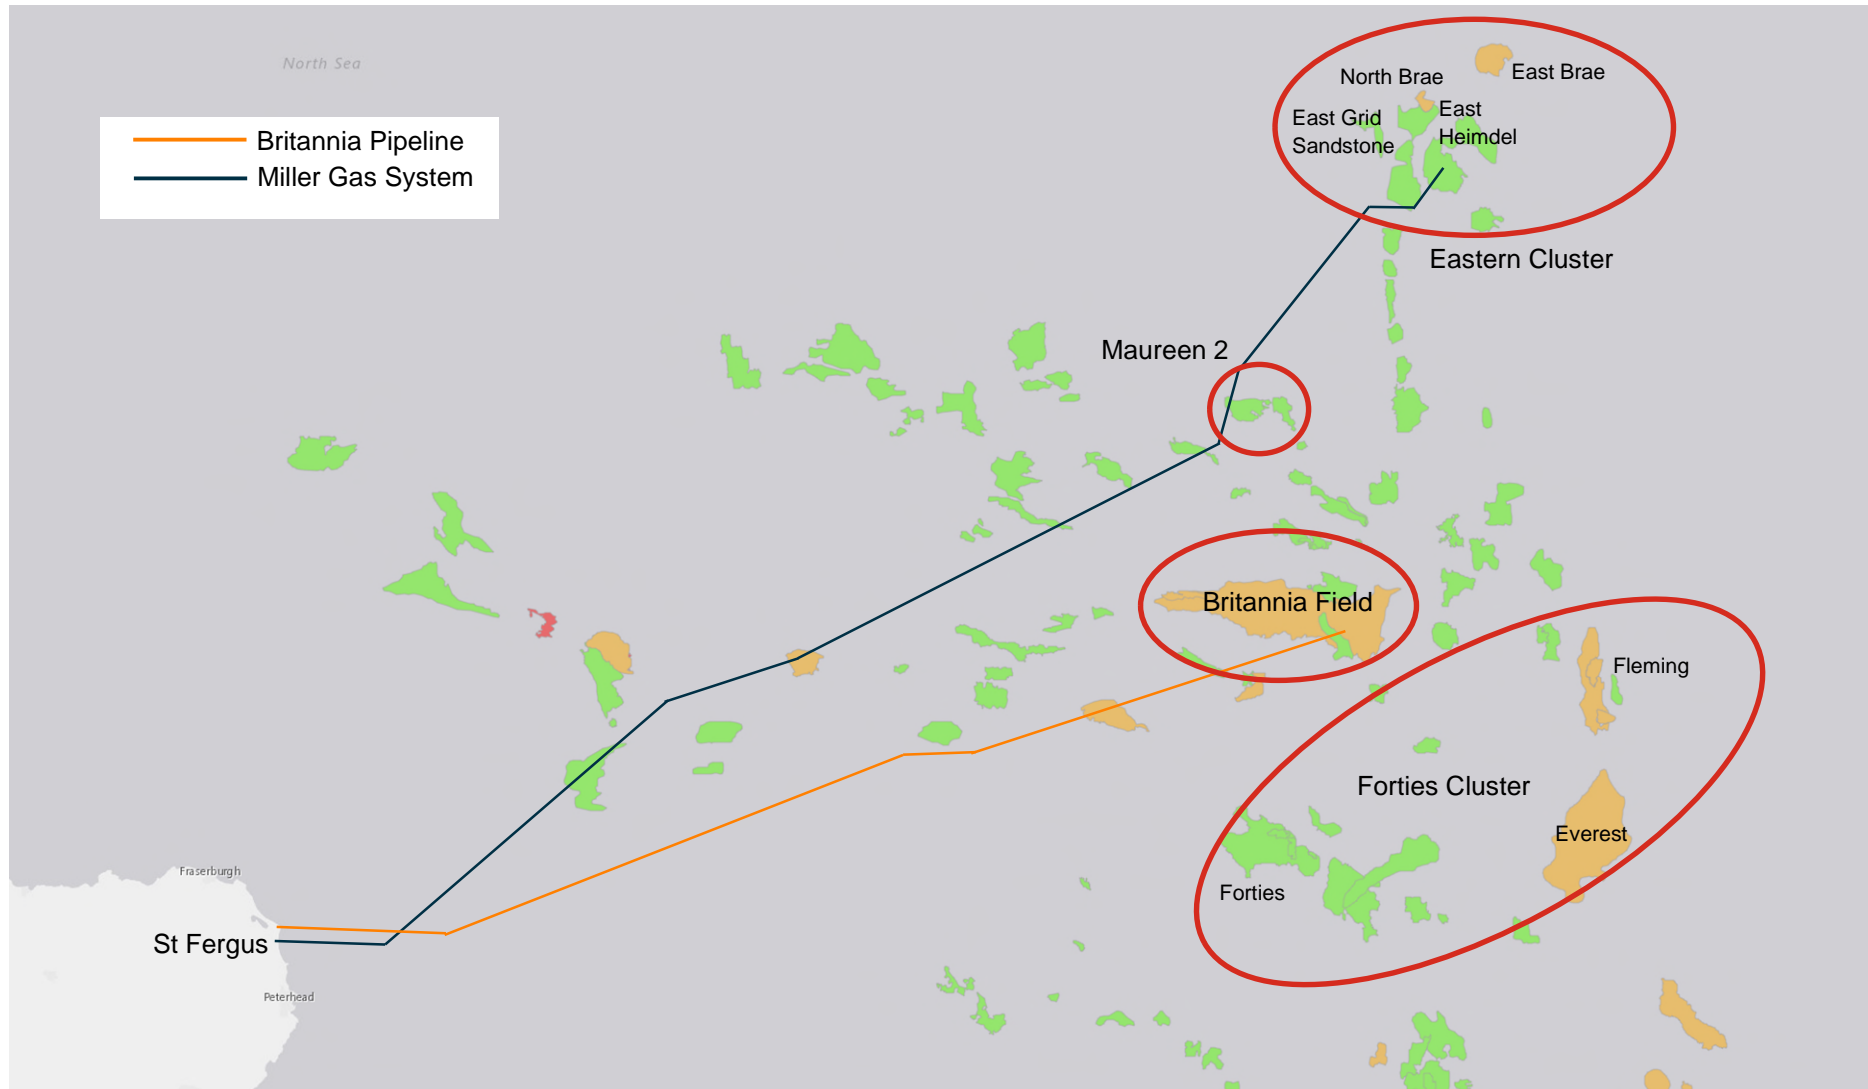 North Sea
Britannia Pipeline
Miller Gas System
East Brae
North Brae
East Grid
Sandstone
East
Heimdel
Eastern Cluster
Maureen 2
Britannia Field
Fleming
Forties Cluster
Everest
Forties
Fraserburgh
St Fergus
Peterhead